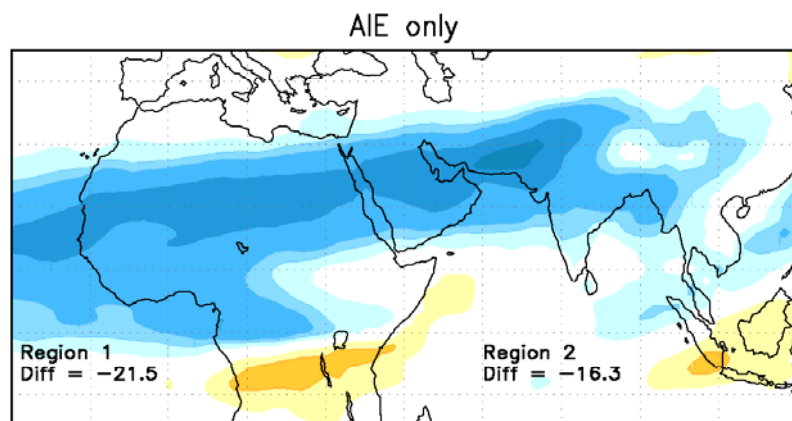 AIE only
Region 1
Diff = −21.5
Region 2
Diff = −16.3